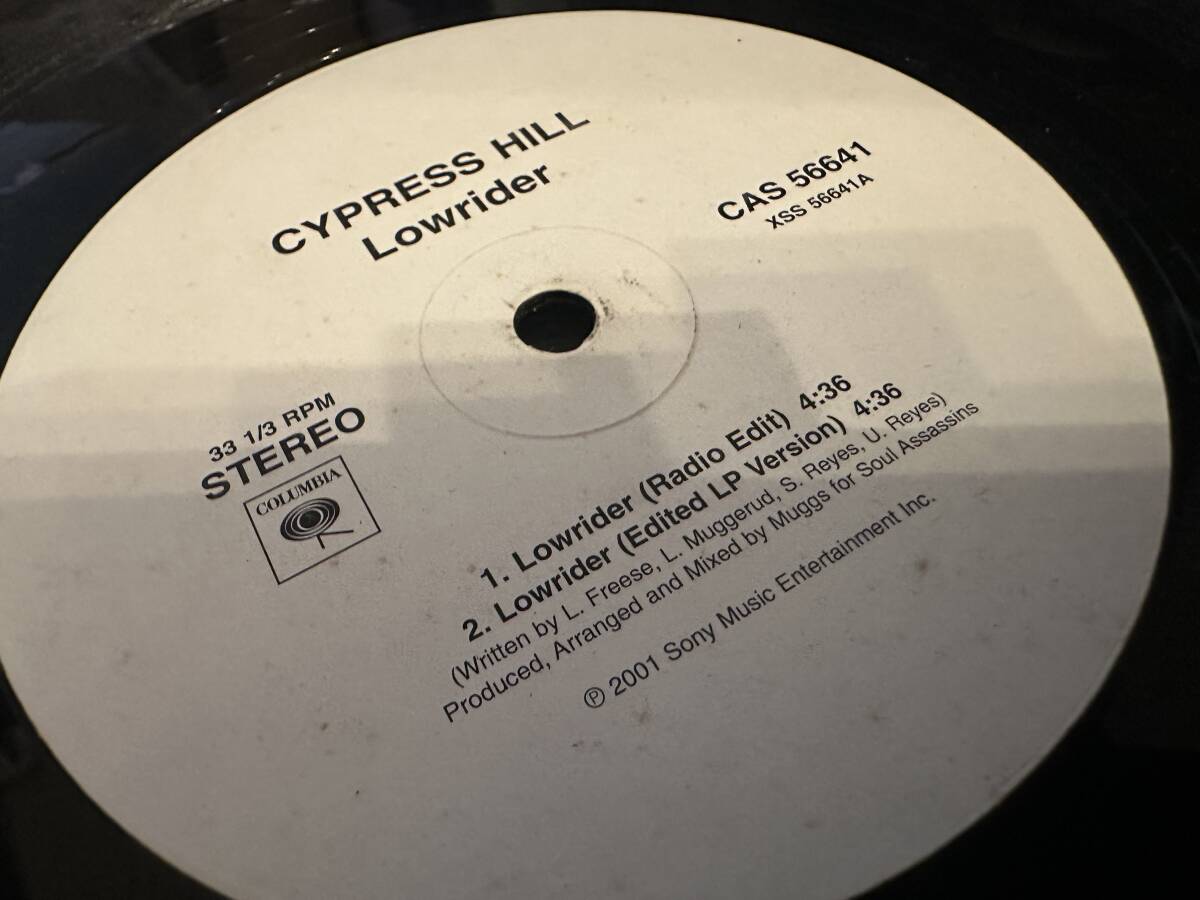 CYPRESS HILL
Lowrider
CAS 56641
XSS 56641A
33 1/3 RPM
STEREO
COLUMBIA
1. Lowrider (Radio Edit) 4:36
2. Lowrider (Edited LP Version) 4:36
(Written by L. Freese, L. Muggerud, S. Reyes, U. Reyes)
Produced, Arranged and Mixed by Muggs for Soul Assassins
℗ 2001 Sony Music Entertainment Inc.